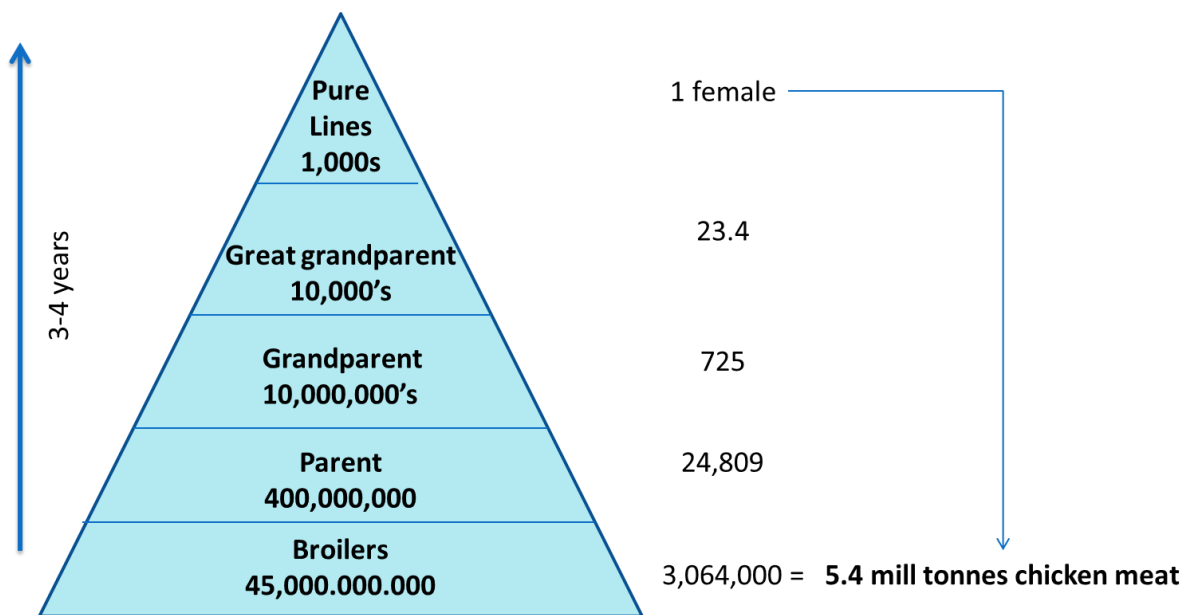 Pure
Lines
1,000s
1 female
3-4 years
Great grandparent
10,000’s
23.4
Grandparent
10,000,000’s
725
Parent
400,000,000
24,809
Broilers
45,000.000.000
3,064,000 = 5.4 mill tonnes chicken meat